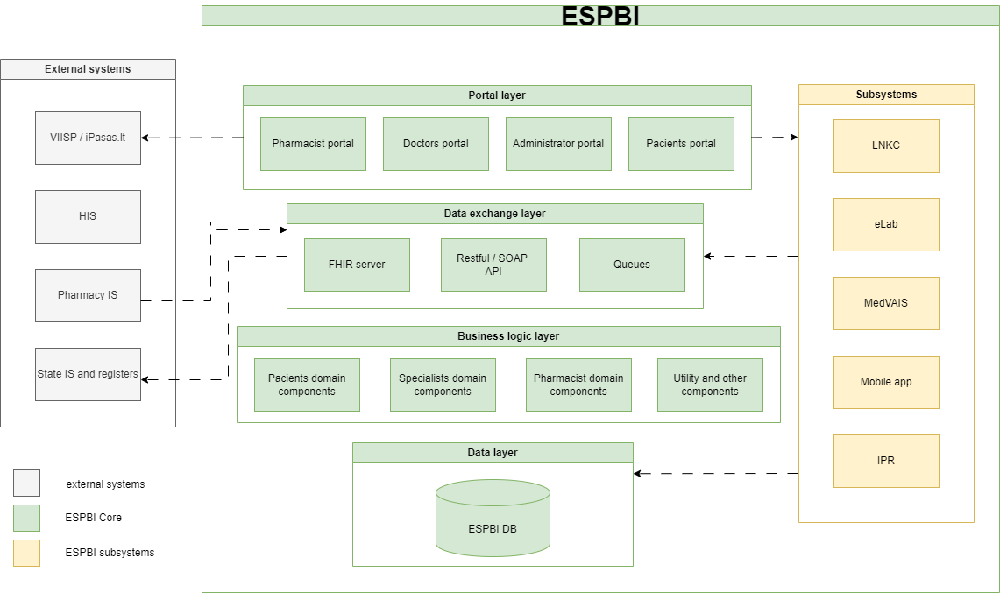 ESPBI
External systems
VIISP / iPasas.lt
HIS
Pharmacy IS
State IS and registers
Portal layer
Pharmacist portal
Doctors portal
Administrator portal
Pacients portal
Data exchange layer
FHIR server
Restful / SOAP
API
Queues
Business logic layer
Pacients domain
components
Specialists domain
components
Pharmacist domain
components
Utility and other
components
Data layer
ESPBI DB
Subsystems
LNKC
eLab
MedVAIS
Mobile app
IPR
external systems
ESPBI Core
ESPBI subsystems